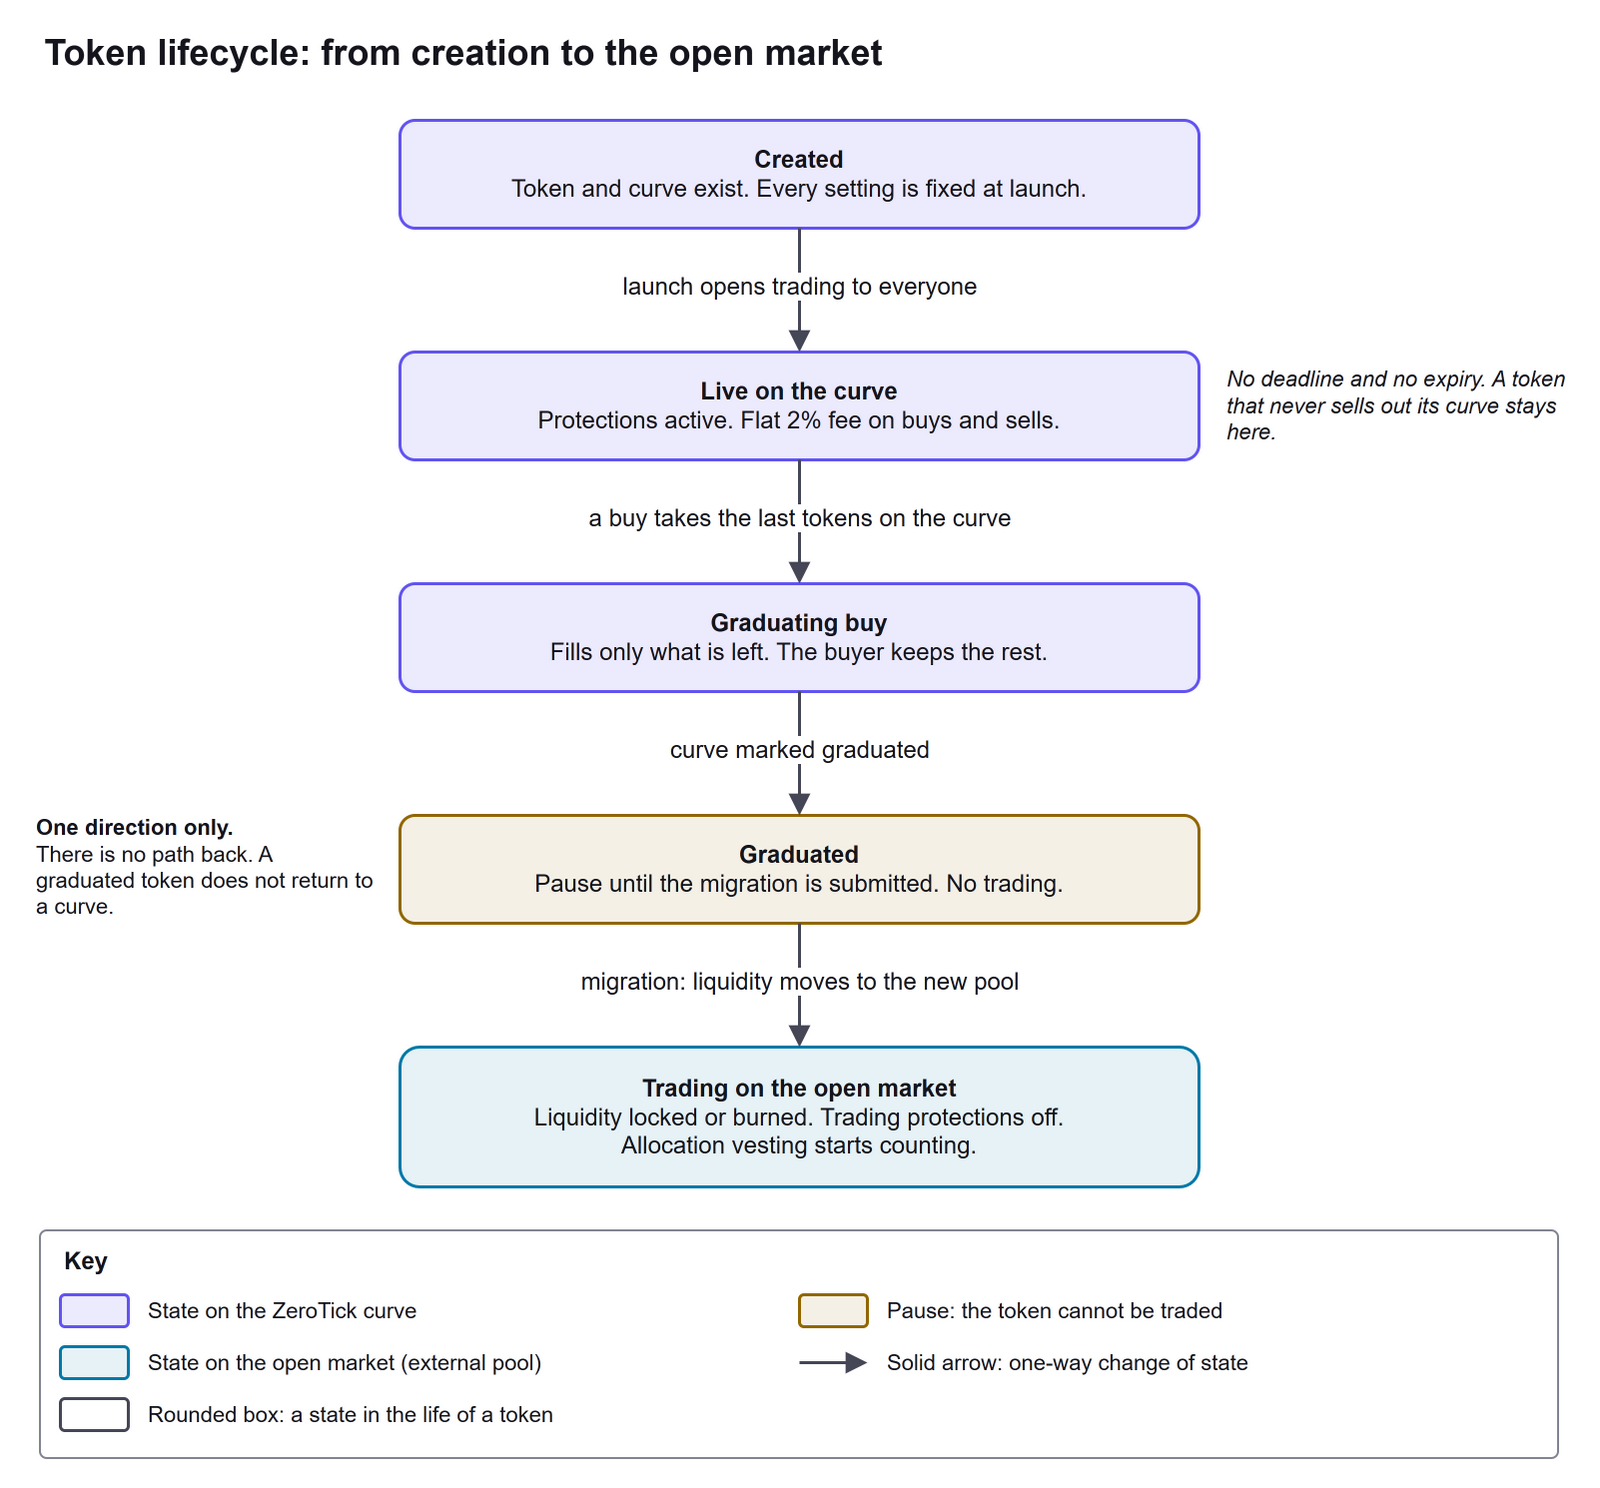 Token lifecycle: from creation to the open market
Created
Token and curve exist. Every setting is fixed at launch.
launch opens trading to everyone
Live on the curve
Protections active. Flat 2% fee on buys and sells.
No deadline and no expiry. A token
that never sells out its curve stays
here.
a buy takes the last tokens on the curve
Graduating buy
Fills only what is left. The buyer keeps the rest.
curve marked graduated
One direction only.
There is no path back. A
graduated token does not return to
a curve.
Graduated
Pause until the migration is submitted. No trading.
migration: liquidity moves to the new pool
Trading on the open market
Liquidity locked or burned. Trading protections off.
Allocation vesting starts counting.
Key
State on the ZeroTick curve
Pause: the token cannot be traded
State on the open market (external pool)
Solid arrow: one-way change of state
Rounded box: a state in the life of a token